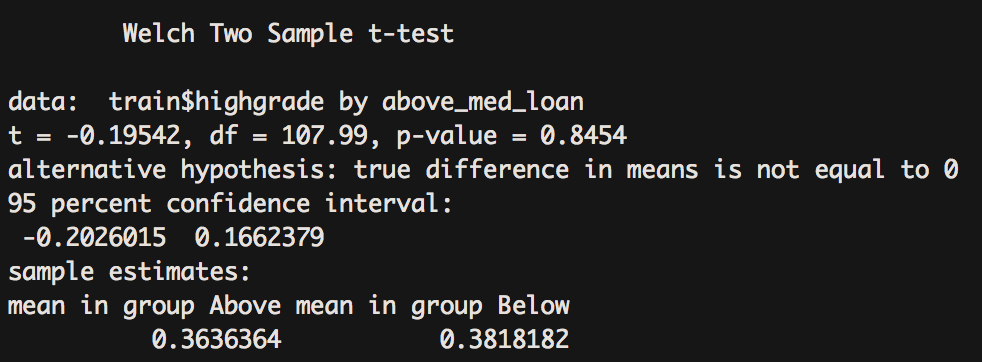 Welch Two Sample t-test
data:  train$highgrade by above_med_loan
t = -0.19542, df = 107.99, p-value = 0.8454
alternative hypothesis: true difference in means is not equal to 0
95 percent confidence interval:
 -0.2026015  0.1662379
sample estimates:
mean in group Above mean in group Below
          0.3636364           0.3818182